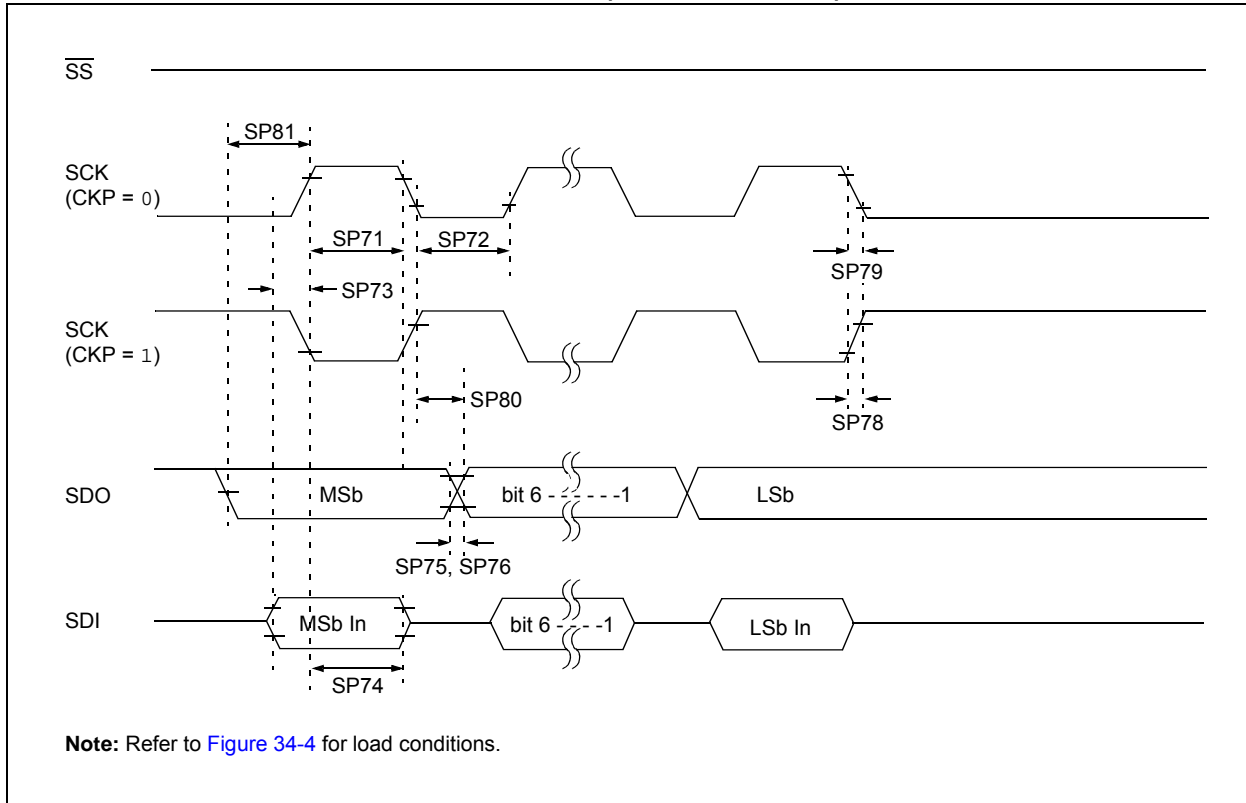 SS
SP81
SCK
(CKP = 0)
SP71
SP72
SP79
SP73
SCK
(CKP = 1)
SP80
SP78
SDO
MSb
bit 6 - - - - - -1
LSb
SP75, SP76
SDI
MSb In
bit 6 - - - -1
LSb In
SP74
Note: Refer to Figure 34-4 for load conditions.